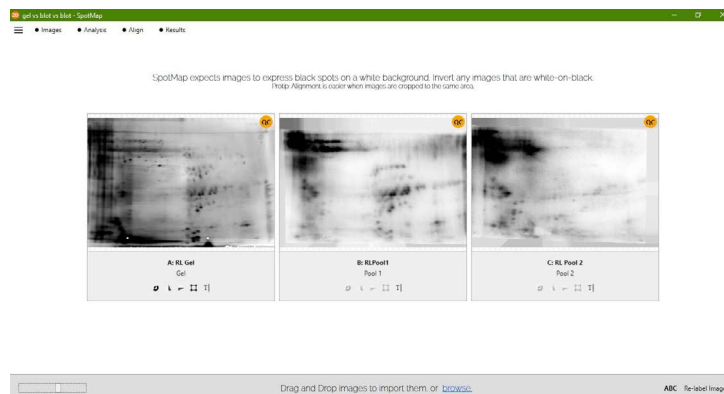 gel vs blot vs blot - SpotMap
Images
Analysis
Align
Results
SpotMap expects images to express black spots on a white background. Invert any images that are white-on-black.
Protip: Alignment is easier when images are cropped to the same area.
QC
QC
QC
A: RL Gel
B: RLPool1
C: RL Pool 2
Gel
Pool 1
Pool 2
Drag and Drop images to import them, or browse.
ABC Re-label Imag